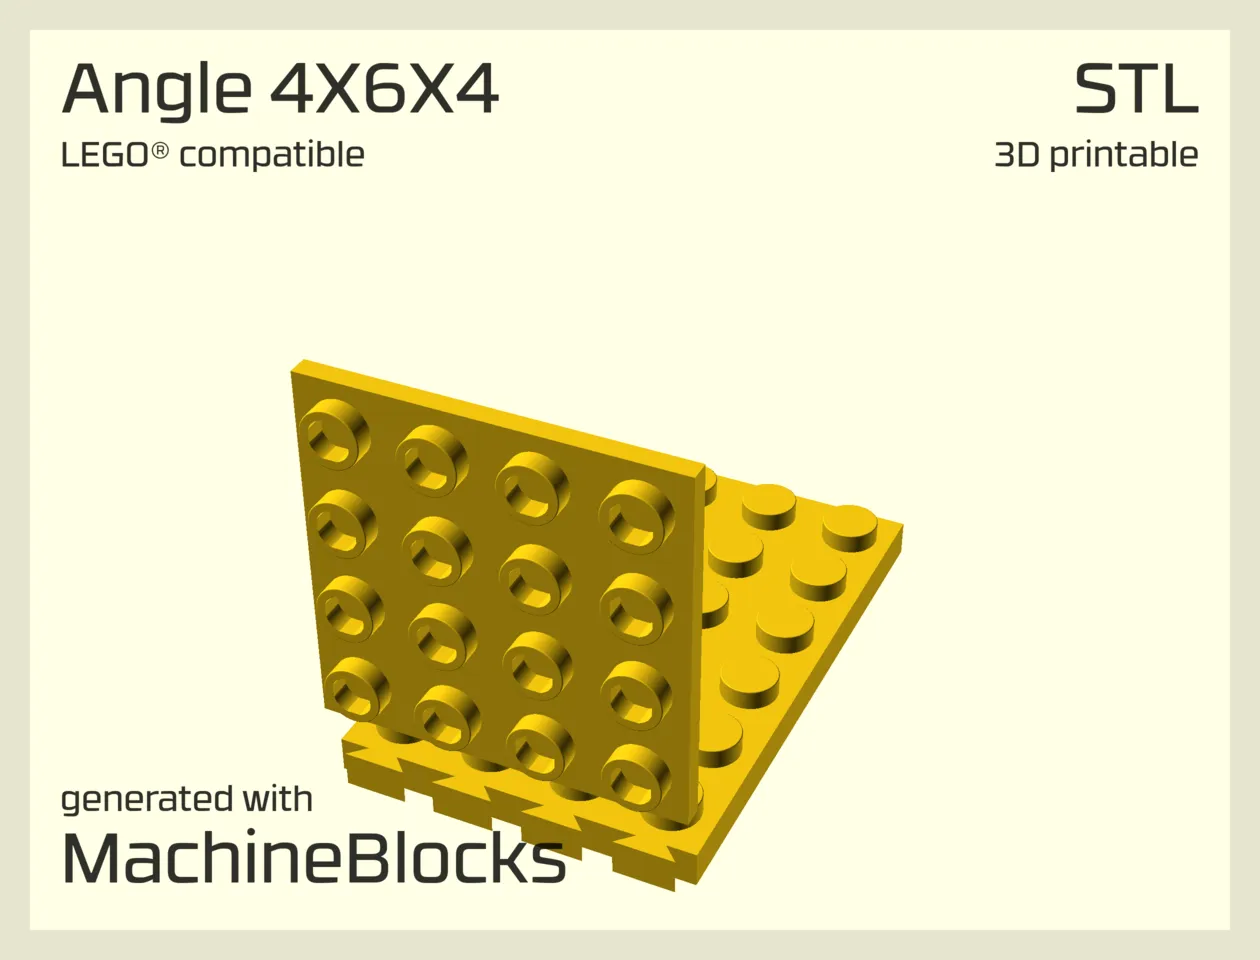 Angle 4X6X4
LEGO® compatible
STL
3D printable
generated with
MachineBlocks